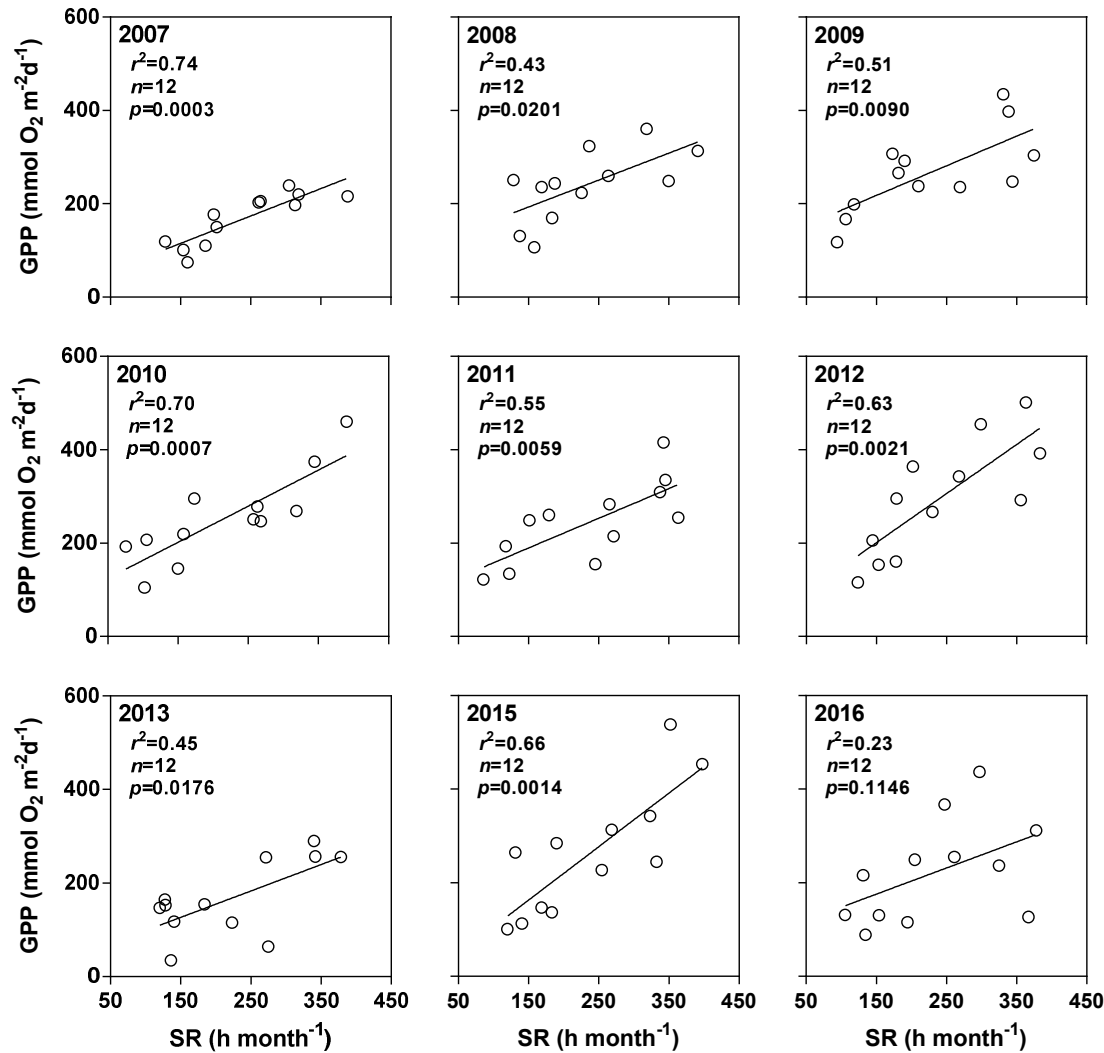 600
400
200
0
GPP (mmol O₂ m⁻²d⁻¹)
2007
r²=0.74
n=12
p=0.0003
2008
r²=0.43
n=12
p=0.0201
2009
r²=0.51
n=12
p=0.0090
600
400
200
0
GPP (mmol O₂ m⁻²d⁻¹)
2010
r²=0.70
n=12
p=0.0007
2011
r²=0.55
n=12
p=0.0059
2012
r²=0.63
n=12
p=0.0021
600
400
200
0
GPP (mmol O₂ m⁻²d⁻¹)
2013
r²=0.45
n=12
p=0.0176
2015
r²=0.66
n=12
p=0.0014
2016
r²=0.23
n=12
p=0.1146
50 150 250 350 450
50 150 250 350 450
50 150 250 350 450
SR (h month⁻¹)
SR (h month⁻¹)
SR (h month⁻¹)